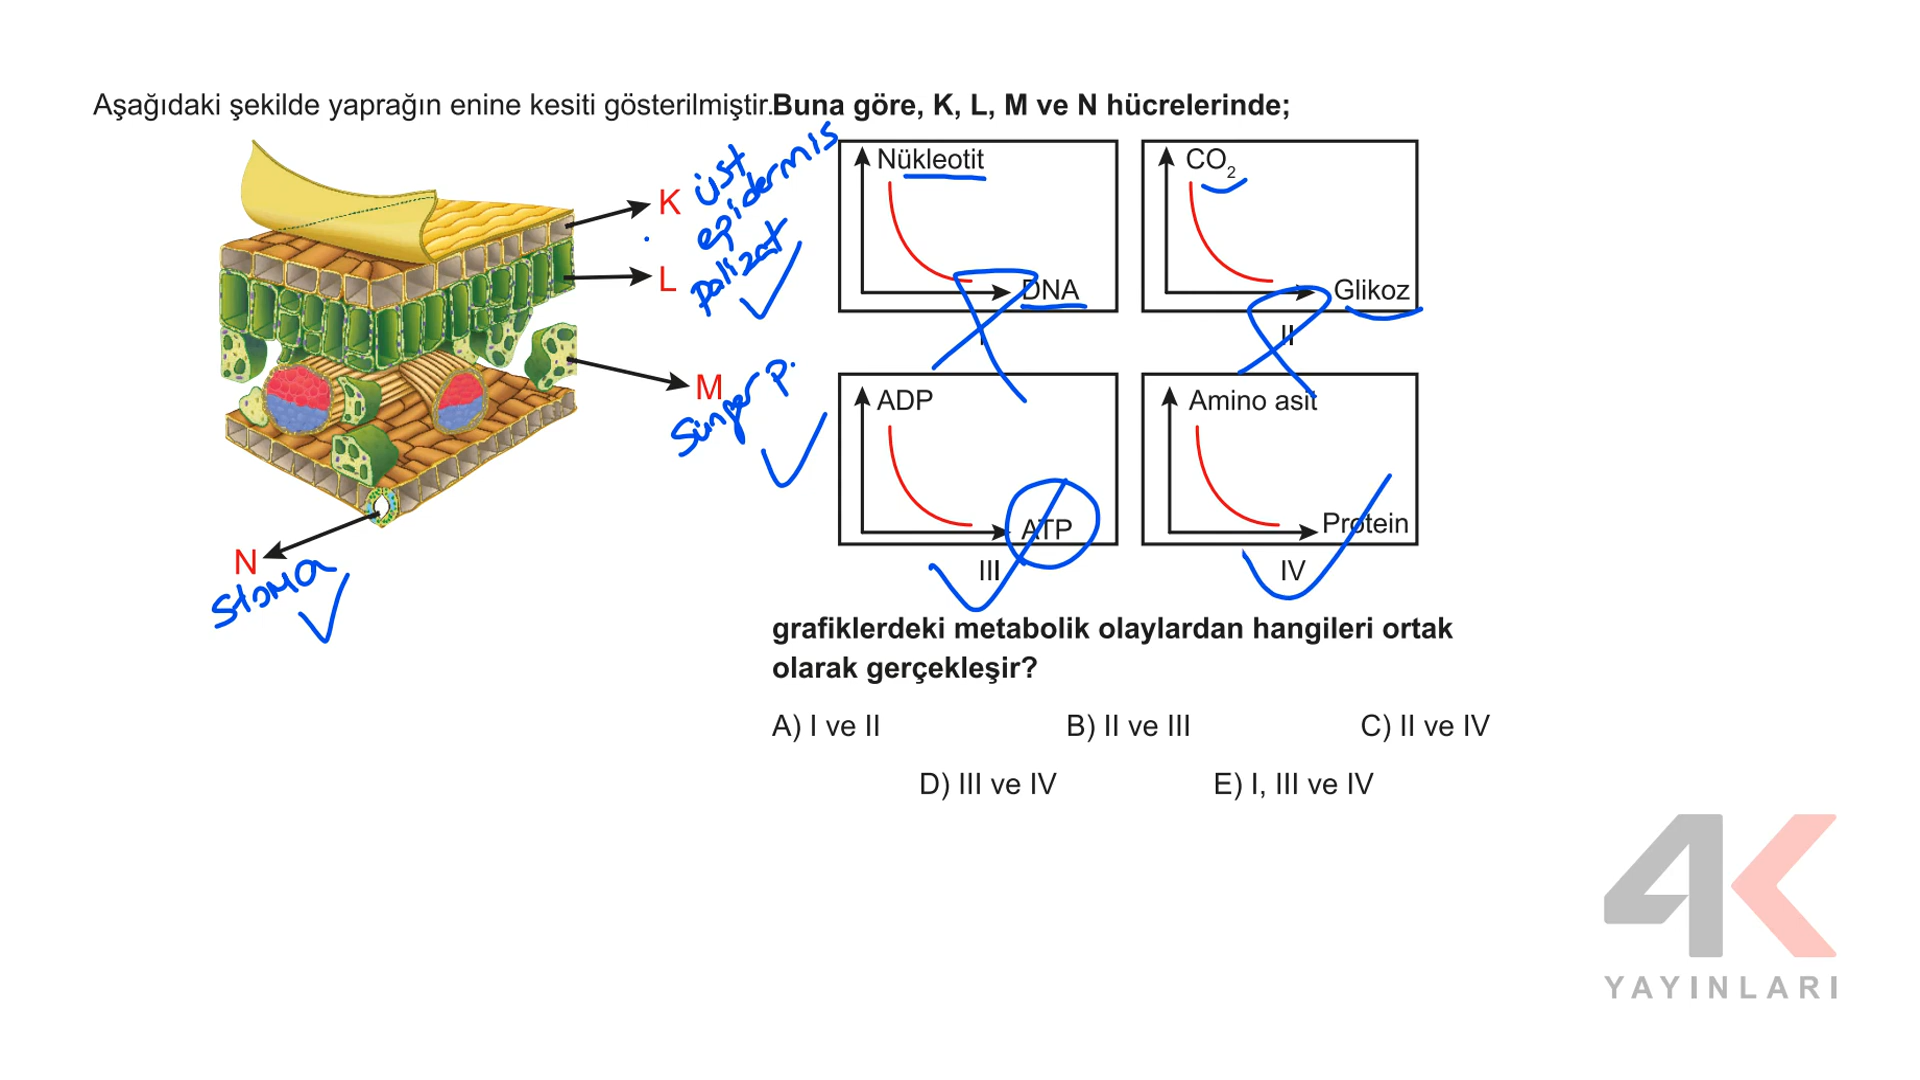 Aşağıdaki şekilde yaprağın enine kesiti gösterilmiştir.Buna göre, K, L, M ve N hücrelerinde;
K üst epidermis
L palizat
M
Sünger p.
N
stoma
Nükleotit
DNA
I
CO2
Glikoz
II
ADP
ATP
III
Amino asit
Protein
IV
grafiklerdeki metabolik olaylardan hangileri ortak
olarak gerçekleşir?
A) I ve II B) II ve III C) II ve IV
D) III ve IV E) I, III ve IV
4K
YAYINLARI